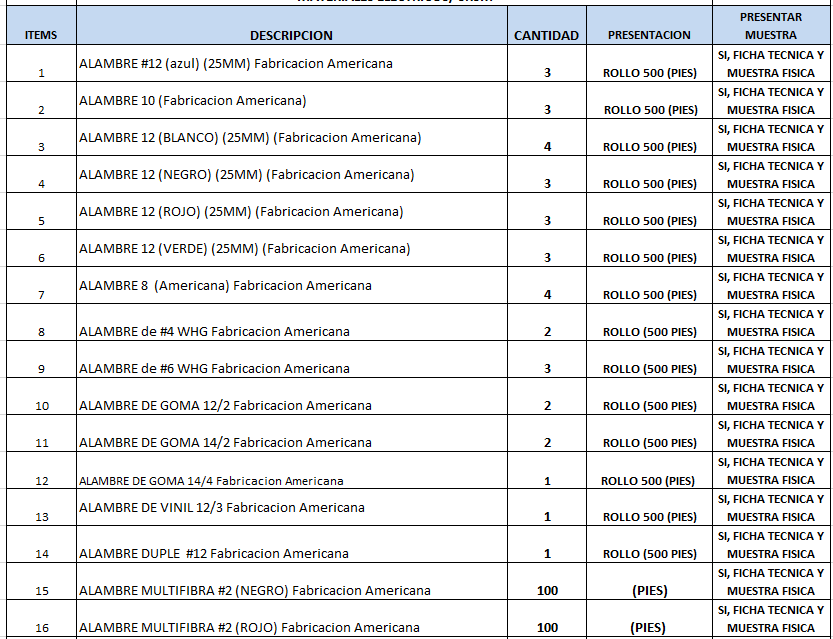 MATERIALES ELECTRICOS, UASM
ITEMS DESCRIPCION CANTIDAD PRESENTACION PRESENTAR MUESTRA
1 ALAMBRE #12 (azul) (25MM) Fabricacion Americana 3 ROLLO 500 (PIES) SI, FICHA TECNICA Y MUESTRA FISICA
2 ALAMBRE 10 (Fabricacion Americana) 3 ROLLO 500 (PIES) SI, FICHA TECNICA Y MUESTRA FISICA
3 ALAMBRE 12 (BLANCO) (25MM) (Fabricacion Americana) 4 ROLLO 500 (PIES) SI, FICHA TECNICA Y MUESTRA FISICA
4 ALAMBRE 12 (NEGRO) (25MM) (Fabricacion Americana) 3 ROLLO 500 (PIES) SI, FICHA TECNICA Y MUESTRA FISICA
5 ALAMBRE 12 (ROJO) (25MM) (Fabricacion Americana) 3 ROLLO 500 (PIES) SI, FICHA TECNICA Y MUESTRA FISICA
6 ALAMBRE 12 (VERDE) (25MM) (Fabricacion Americana) 3 ROLLO 500 (PIES) SI, FICHA TECNICA Y MUESTRA FISICA
7 ALAMBRE 8 (Americana) Fabricacion Americana 4 ROLLO 500 (PIES) SI, FICHA TECNICA Y MUESTRA FISICA
8 ALAMBRE de #4 WHG Fabricacion Americana 2 ROLLO (500 PIES) SI, FICHA TECNICA Y MUESTRA FISICA
9 ALAMBRE de #6 WHG Fabricacion Americana 3 ROLLO (500 PIES) SI, FICHA TECNICA Y MUESTRA FISICA
10 ALAMBRE DE GOMA 12/2 Fabricacion Americana 2 ROLLO (500 PIES) SI, FICHA TECNICA Y MUESTRA FISICA
11 ALAMBRE DE GOMA 14/2 Fabricacion Americana 2 ROLLO (500 PIES) SI, FICHA TECNICA Y MUESTRA FISICA
12 ALAMBRE DE GOMA 14/4 Fabricacion Americana 1 ROLLO 500 (PIES) SI, FICHA TECNICA Y MUESTRA FISICA
13 ALAMBRE DE VINIL 12/3 Fabricacion Americana 1 ROLLO 500 (PIES) SI, FICHA TECNICA Y MUESTRA FISICA
14 ALAMBRE DUPLE #12 Fabricacion Americana 1 ROLLO (500 PIES) SI, FICHA TECNICA Y MUESTRA FISICA
15 ALAMBRE MULTIFIBRA #2 (NEGRO) Fabricacion Americana 100 (PIES) SI, FICHA TECNICA Y MUESTRA FISICA
16 ALAMBRE MULTIFIBRA #2 (ROJO) Fabricacion Americana 100 (PIES) SI, FICHA TECNICA Y MUESTRA FISICA